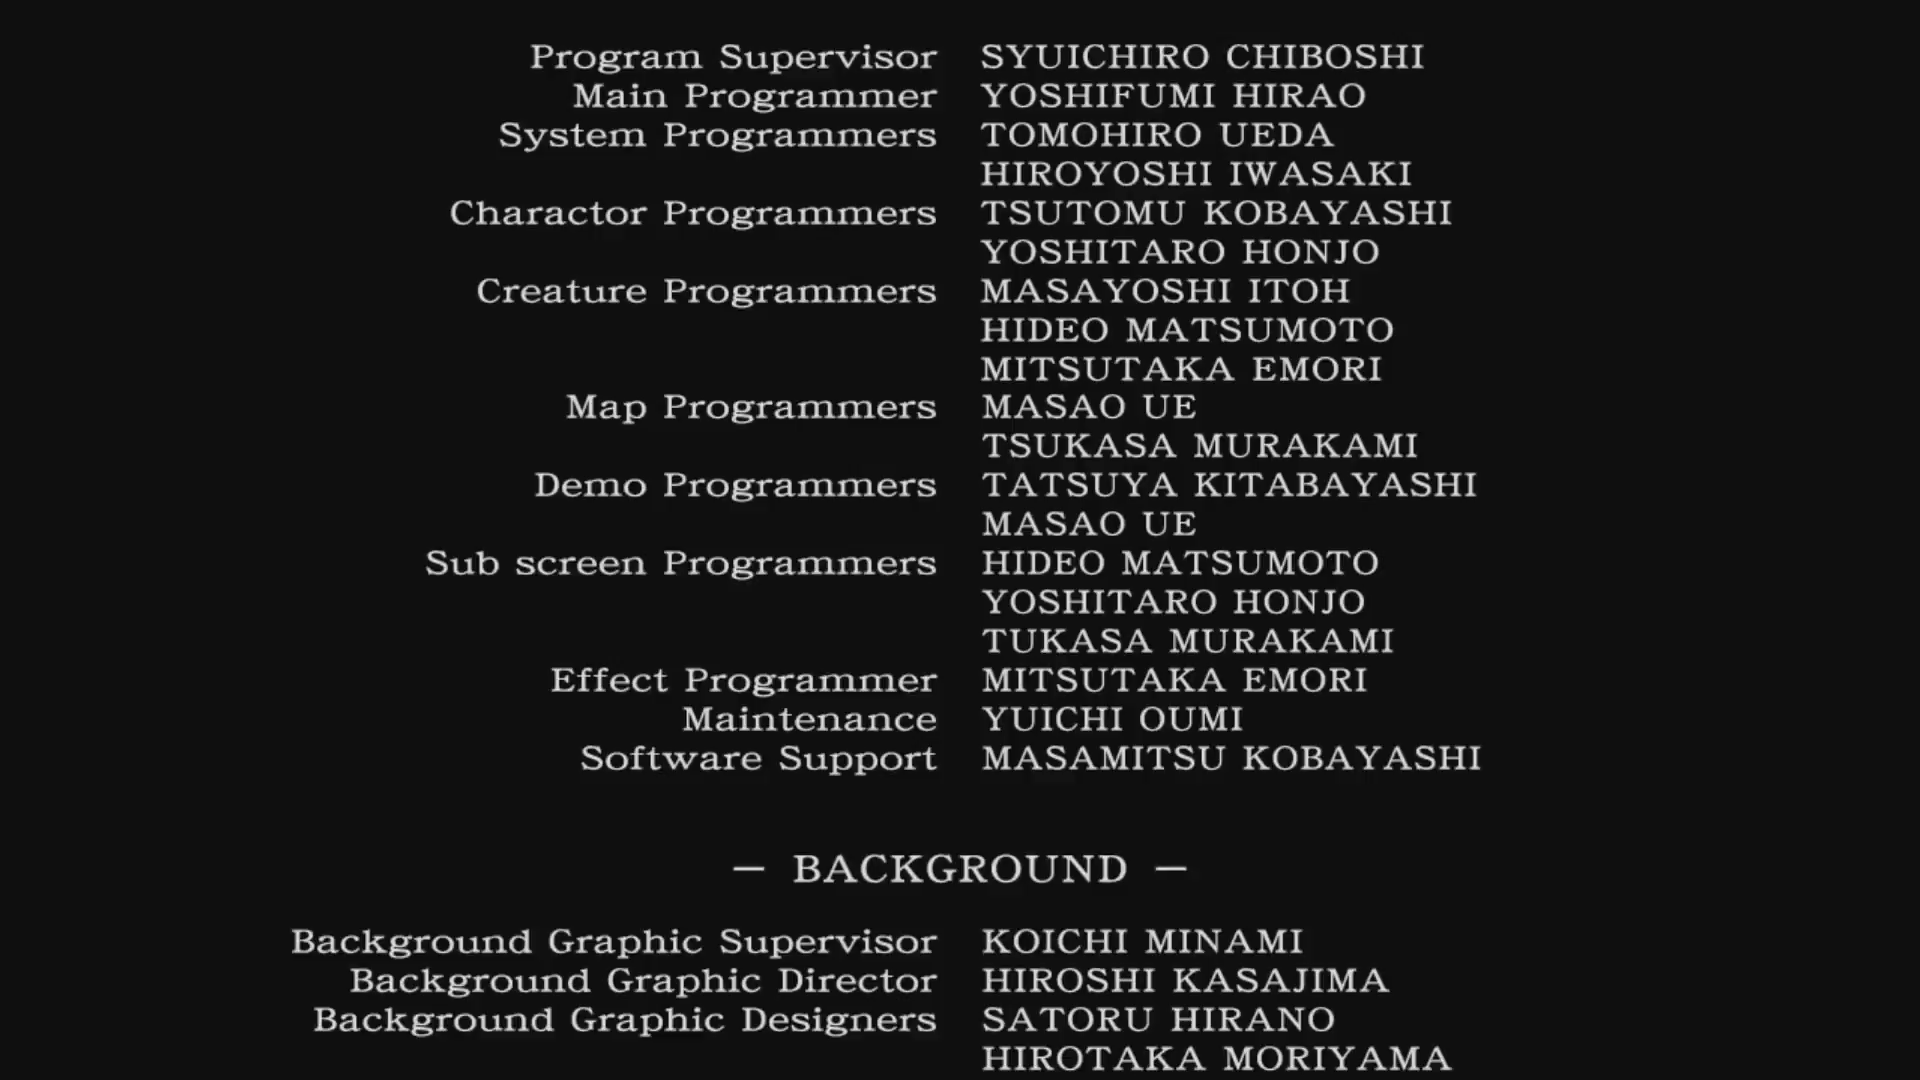 Program Supervisor SYUICHIRO CHIBOSHI
Main Programmer YOSHIFUMI HIRAO
System Programmers TOMOHIRO UEDA
HIROYOSHI IWASAKI
Charactor Programmers TSUTOMU KOBAYASHI
YOSHITARO HONJO
Creature Programmers MASAYOSHI ITOH
HIDEO MATSUMOTO
MITSUTAKA EMORI
Map Programmers MASAO UE
TSUKASA MURAKAMI
Demo Programmers TATSUYA KITABAYASHI
MASAO UE
Sub screen Programmers HIDEO MATSUMOTO
YOSHITARO HONJO
TUKASA MURAKAMI
Effect Programmer MITSUTAKA EMORI
Maintenance YUICHI OUMI
Software Support MASAMITSU KOBAYASHI
— BACKGROUND —
Background Graphic Supervisor KOICHI MINAMI
Background Graphic Director HIROSHI KASAJIMA
Background Graphic Designers SATORU HIRANO
HIROTAKA MORIYAMA